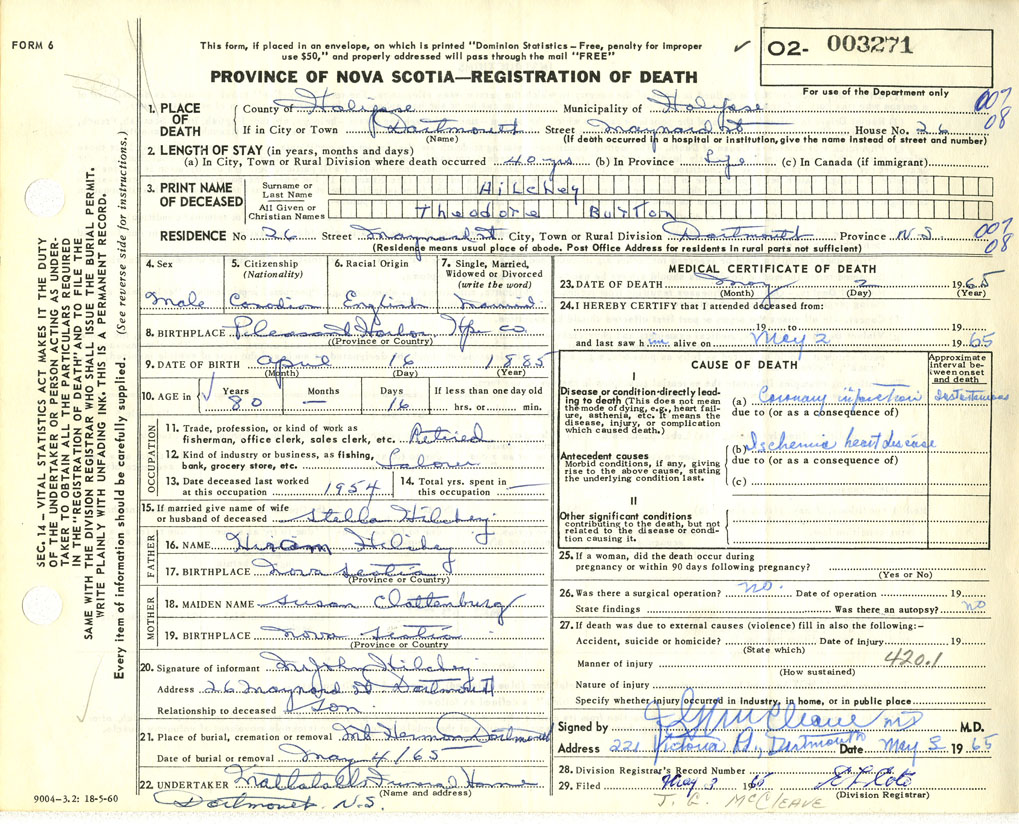 FORM 6
This form, if placed in an envelope, on which is printed "Dominion Statistics – Free, penalty for improper
use $50," and properly addressed will pass through the mail "FREE"
✓ O2- 003271
For use of the Department only
PROVINCE OF NOVA SCOTIA—REGISTRATION OF DEATH
007
08
1. PLACE OF DEATH
County of Halifax Municipality of Halifax
If in City or Town Dartmouth Street Maynard St House No. 26
(Name) (If death occurred in a hospital or institution, give the name instead of street and number)
2. LENGTH OF STAY (in years, months and days)
(a) In City, Town or Rural Division where death occurred 40 yrs (b) In Province Life (c) In Canada (if immigrant)
3. PRINT NAME OF DECEASED
Surname or Last Name Hilchey
All Given or Christian Names Theodore Burton
RESIDENCE No 26 Street Maynard St City, Town or Rural Division Dartmouth Province N.S.
007
08
(Residence means usual place of abode. Post Office Address for residents in rural parts not sufficient)
4. Sex Male
5. Citizenship (Nationality) Canadian
6. Racial Origin English
7. Single, Married, Widowed or Divorced (write the word) Married
8. BIRTHPLACE Pleasant Harbor, Hfx Co.
(Province or Country)
9. DATE OF BIRTH April 16 1885
(Month) (Day) (Year)
10. AGE in ✓ Years 80 Months — Days 16 If less than one day old hrs. or min.
OCCUPATION
11. Trade, profession, or kind of work as
fisherman, office clerk, sales clerk, etc. Retired
12. Kind of industry or business, as fishing,
bank, grocery store, etc. Laborer
13. Date deceased last worked
at this occupation 1954
14. Total yrs. spent in
this occupation —
15. If married give name of wife
or husband of deceased Stella Hilchey
FATHER
16. NAME Hiram Hilchey
17. BIRTHPLACE Nova Scotia
(Province or Country)
MOTHER
18. MAIDEN NAME Susan Clattenburg
19. BIRTHPLACE Nova Scotia
(Province or Country
20. Signature of informant Hilchey
Address 26 Maynard St Dartmouth
Relationship to deceased Son
21. Place of burial, cremation or removal Mt Hermon Dartmouth
Date of burial or removal May 4/65
22. UNDERTAKER Funeral Home
(Name and address)
Dartmouth N.S.
9004-3.2: 18-5-60
MEDICAL CERTIFICATE OF DEATH
23. DATE OF DEATH May 2 1965
(Month) (Day) (Year)
24. I HEREBY CERTIFY that I attended deceased from:
19 to 19
and last saw him alive on May 2 1965
CAUSE OF DEATH
Approximate interval between onset and death
I
Disease or condition directly leading to death (This does not mean the mode of dying, e.g., heart failure, asthenia, etc. It means the disease, injury, or complication which caused death.)
(a) Coronary infarction
due to (or as a consequence of)
Antecedent causes
Morbid conditions, if any, giving rise to the above cause, stating the underlying condition last.
(b) Ischemic heart disease
due to (or as a consequence of)
(c)
II
Other significant conditions
contributing to the death, but not related to the disease or condition causing it.
25. If a woman, did the death occur during
pregnancy or within 90 days following pregnancy?
(Yes or No)
26. Was there a surgical operation? no. Date of operation 19
State findings Was there an autopsy? no
27. If death was due to external causes (violence) fill in also the following:–
Accident, suicide or homicide? Date of injury 19
(State which)
Manner of injury 420.1
(How sustained)
Nature of injury
Specify whether injury occurred in industry, in home, or in public place
Signed by J G McCleave MD M.D.
Address 221 Victoria Rd, Dartmouth Date May 3 1965
28. Division Registrar's Record Number
29. Filed May 3 1965
(Division Registrar)
J. G. McCLEAVE
SEC. 14 – VITAL STATISTICS ACT MAKES IT THE DUTY
OF THE UNDERTAKER OR PERSON ACTING AS UNDER-
TAKER TO OBTAIN ALL THE PARTICULARS REQUIRED
IN THE "REGISTRATION OF DEATH" AND TO FILE THE
SAME WITH THE DIVISION REGISTRAR WHO SHALL ISSUE THE BURIAL PERMIT.
WRITE PLAINLY WITH UNFADING INK. THIS IS A PERMANENT RECORD.
Every item of information should be carefully supplied. (See reverse side for instructions.)